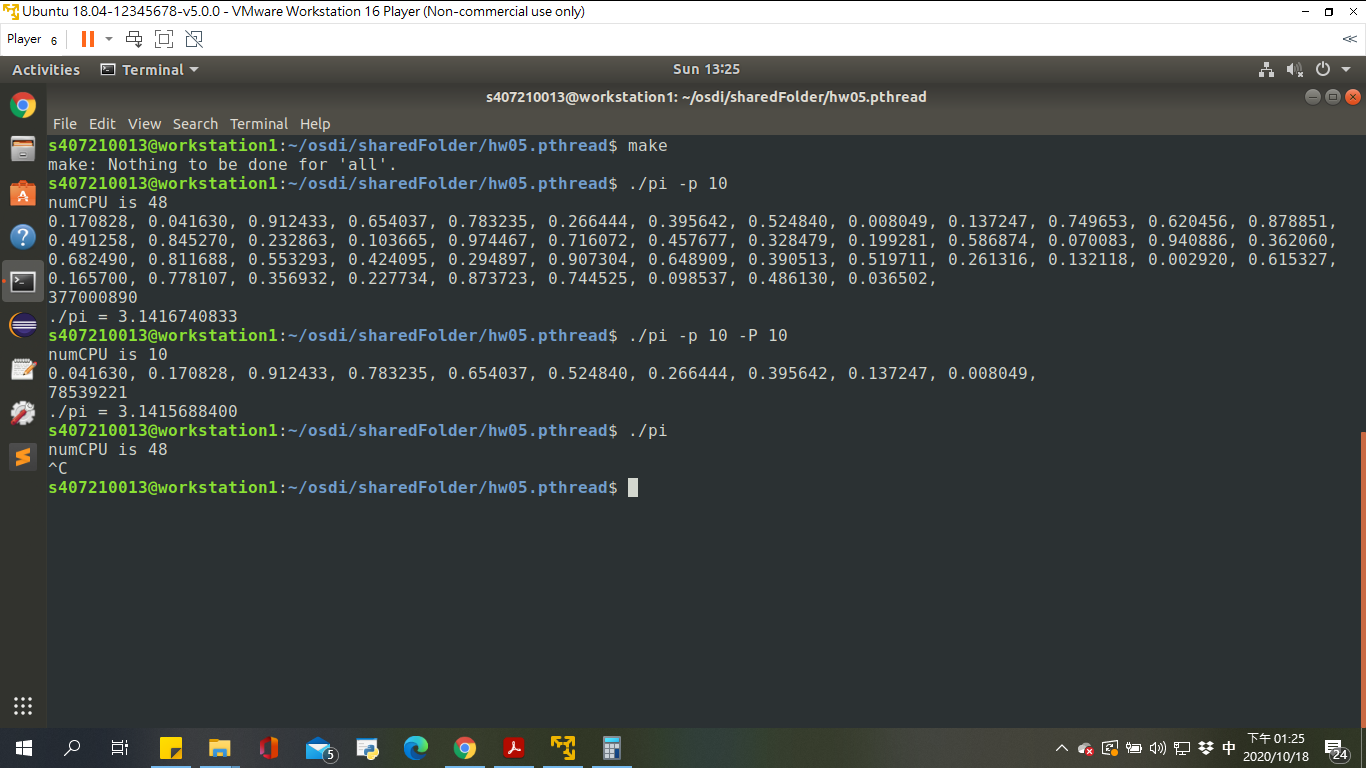 Ubuntu 18.04-12345678-v5.0.0 - VMware Workstation 16 Player (Non-commercial use only)
Player 6
Activities Terminal Sun 13:25
s407210013@workstation1: ~/osdi/sharedFolder/hw05.pthread
File Edit View Search Terminal Help
s407210013@workstation1:~/osdi/sharedFolder/hw05.pthread$ make
make: Nothing to be done for 'all'.
s407210013@workstation1:~/osdi/sharedFolder/hw05.pthread$ ./pi -p 10
numCPU is 48
0.170828, 0.041630, 0.912433, 0.654037, 0.783235, 0.266444, 0.395642, 0.524840, 0.008049, 0.137247, 0.749653, 0.620456, 0.878851,
0.491258, 0.845270, 0.232863, 0.103665, 0.974467, 0.716072, 0.457677, 0.328479, 0.199281, 0.586874, 0.070083, 0.940886, 0.362060,
0.682490, 0.811688, 0.553293, 0.424095, 0.294897, 0.907304, 0.648909, 0.390513, 0.519711, 0.261316, 0.132118, 0.002920, 0.615327,
0.165700, 0.778107, 0.356932, 0.227734, 0.873723, 0.744525, 0.098537, 0.486130, 0.036502,
377000890
./pi = 3.1416740833
s407210013@workstation1:~/osdi/sharedFolder/hw05.pthread$ ./pi -p 10 -P 10
numCPU is 10
0.041630, 0.170828, 0.912433, 0.783235, 0.654037, 0.524840, 0.266444, 0.395642, 0.137247, 0.008049,
78539221
./pi = 3.1415688400
s407210013@workstation1:~/osdi/sharedFolder/hw05.pthread$ ./pi
numCPU is 48
^C
s407210013@workstation1:~/osdi/sharedFolder/hw05.pthread$
5
中
下午 01:25
2020/10/18
24